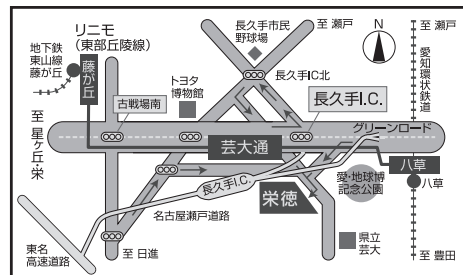 リニモ
(東部丘陵線)
地下鉄
東山線
藤が丘
藤が丘
至 星ヶ丘・栄
古戦場南
トヨタ
博物館
長久手市民
野球場
至 瀬戸
N
至 瀬戸
愛知環状鉄道
長久手IC北
長久手I.C.
グリーンロード
芸大通
八草
八草
愛・地球博
記念公園
長久手I.C.
栄徳
名古屋瀬戸道路
県立
芸大
東名
高速道路
至 日進
至 豊田